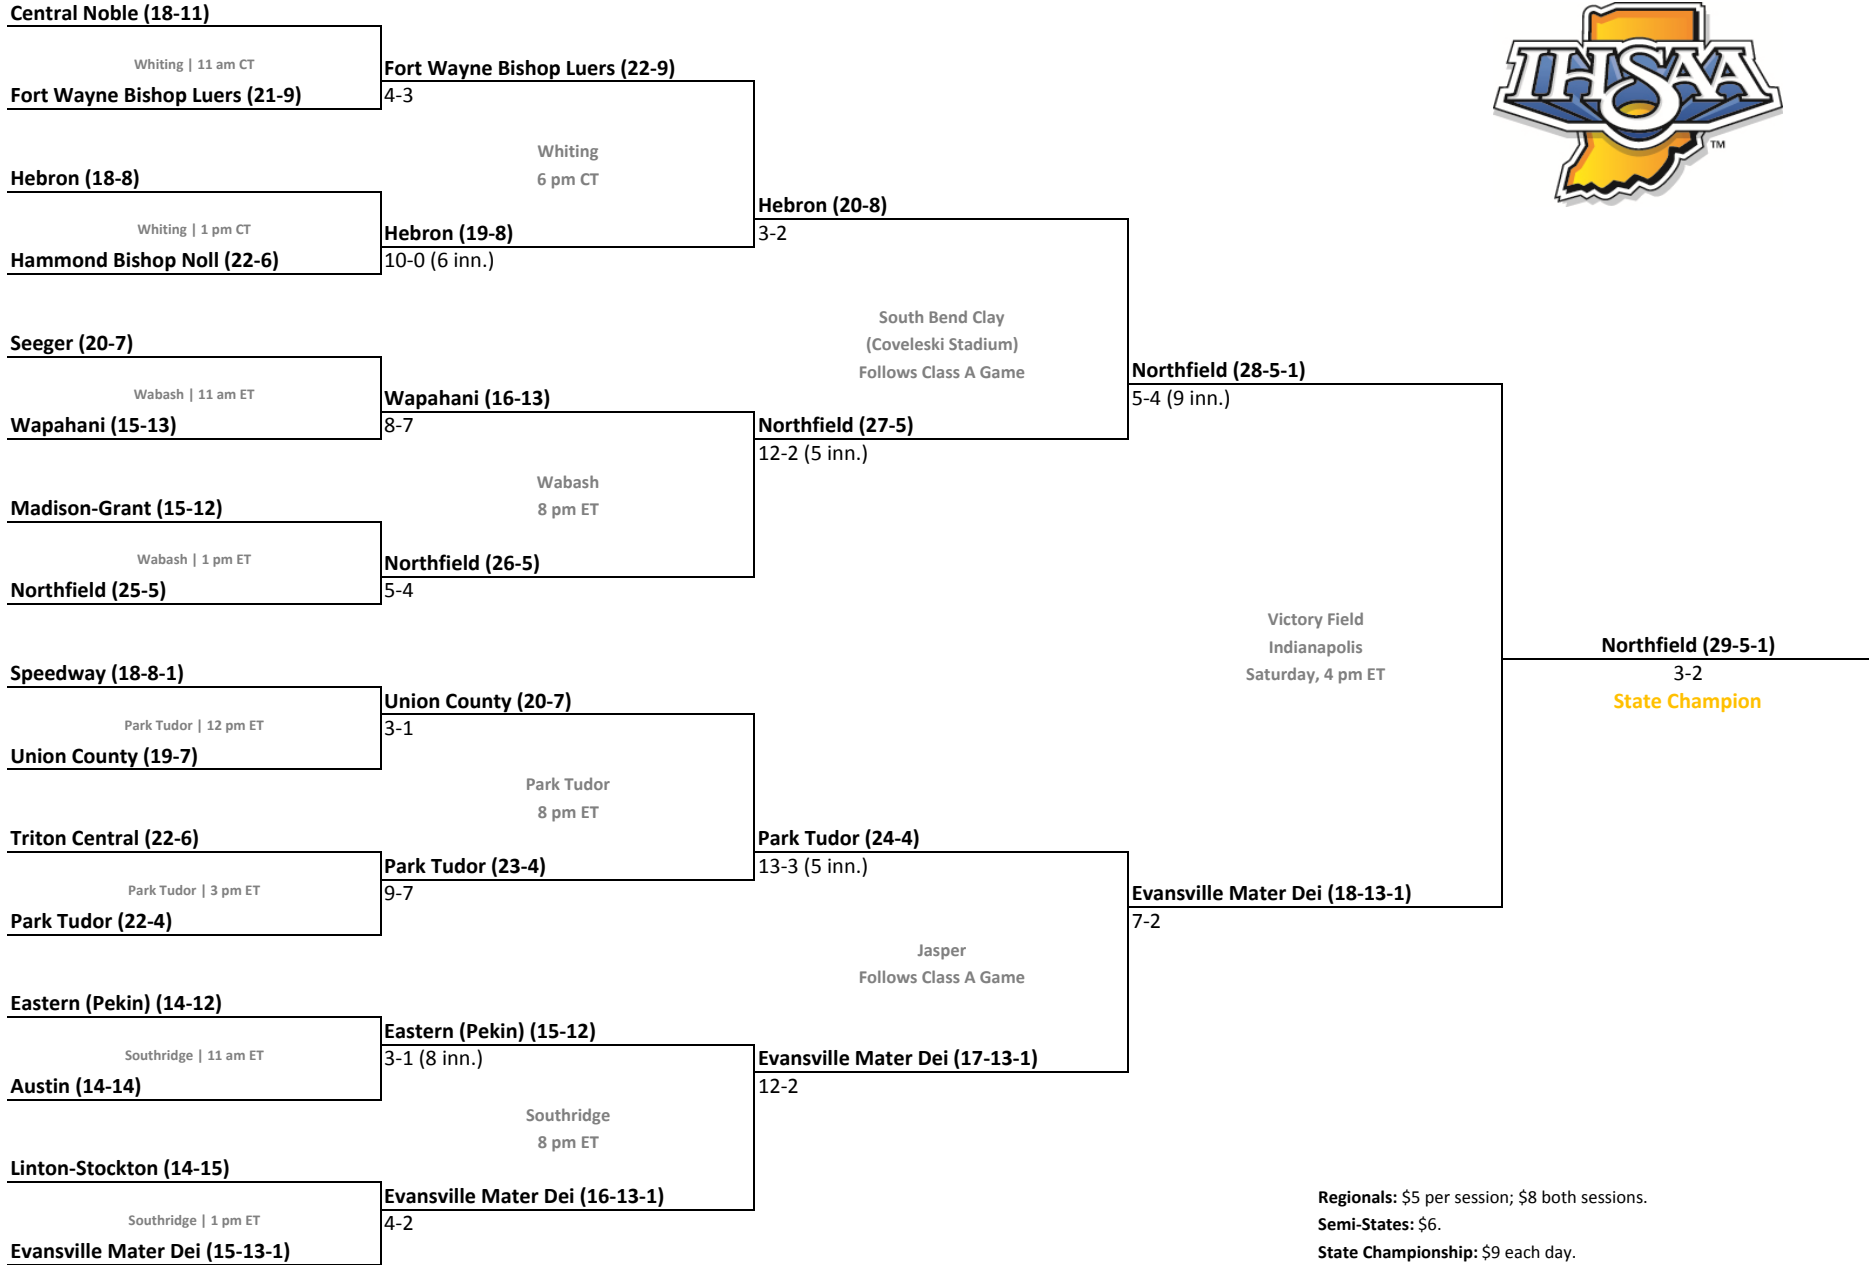 Central Noble (18-11)
Whiting | 11 am CT
Fort Wayne Bishop Luers (21-9)
Hebron (18-8)
Whiting | 1 pm CT
Hammond Bishop Noll (22-6)
Seeger (20-7)
Wabash | 11 am ET
Wapahani (15-13)
Madison-Grant (15-12)
Wabash | 1 pm ET
Northfield (25-5)
Speedway (18-8-1)
Park Tudor | 12 pm ET
Union County (19-7)
Triton Central (22-6)
Park Tudor | 3 pm ET
Park Tudor (22-4)
Eastern (Pekin) (14-12)
Southridge | 11 am ET
Austin (14-14)
Linton-Stockton (14-15)
Southridge | 1 pm ET
Evansville Mater Dei (15-13-1)
Fort Wayne Bishop Luers (22-9)
4-3
Whiting
6 pm CT
Hebron (19-8)
10-0 (6 inn.)
Wapahani (16-13)
8-7
Wabash
8 pm ET
Northfield (26-5)
5-4
Union County (20-7)
3-1
Park Tudor
8 pm ET
Park Tudor (23-4)
9-7
Eastern (Pekin) (15-12)
3-1 (8 inn.)
Southridge
8 pm ET
Evansville Mater Dei (16-13-1)
4-2
Hebron (20-8)
3-2
South Bend Clay
(Coveleski Stadium)
Follows Class A Game
Northfield (27-5)
12-2 (5 inn.)
Park Tudor (24-4)
13-3 (5 inn.)
Jasper
Follows Class A Game
Evansville Mater Dei (17-13-1)
12-2
Northfield (28-5-1)
5-4 (9 inn.)
Victory Field
Indianapolis
Saturday, 4 pm ET
Evansville Mater Dei (18-13-1)
7-2
IHSAA
TM
Northfield (29-5-1)
3-2
State Champion
Regionals: $5 per session; $8 both sessions.
Semi-States: $6.
State Championship: $9 each day.